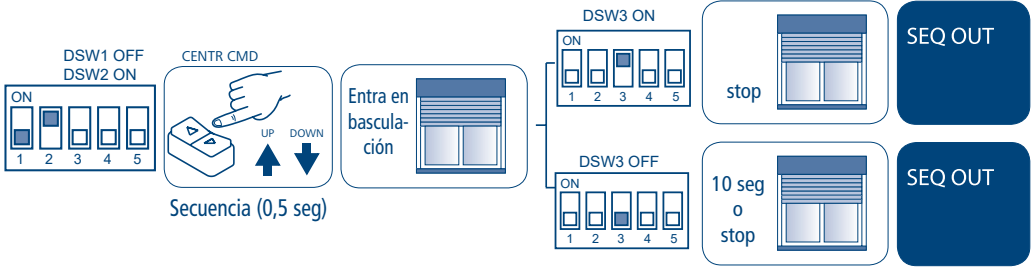 DSW1 OFF
DSW2 ON
ON
1 2 3 4 5
CENTR CMD
UP DOWN
Secuencia (0,5 seg)
Entra en
bascula-
ción
DSW3 ON
ON
1 2 3 4 5
stop
SEQ OUT
DSW3 OFF
ON
1 2 3 4 5
10 seg
o
stop
SEQ OUT